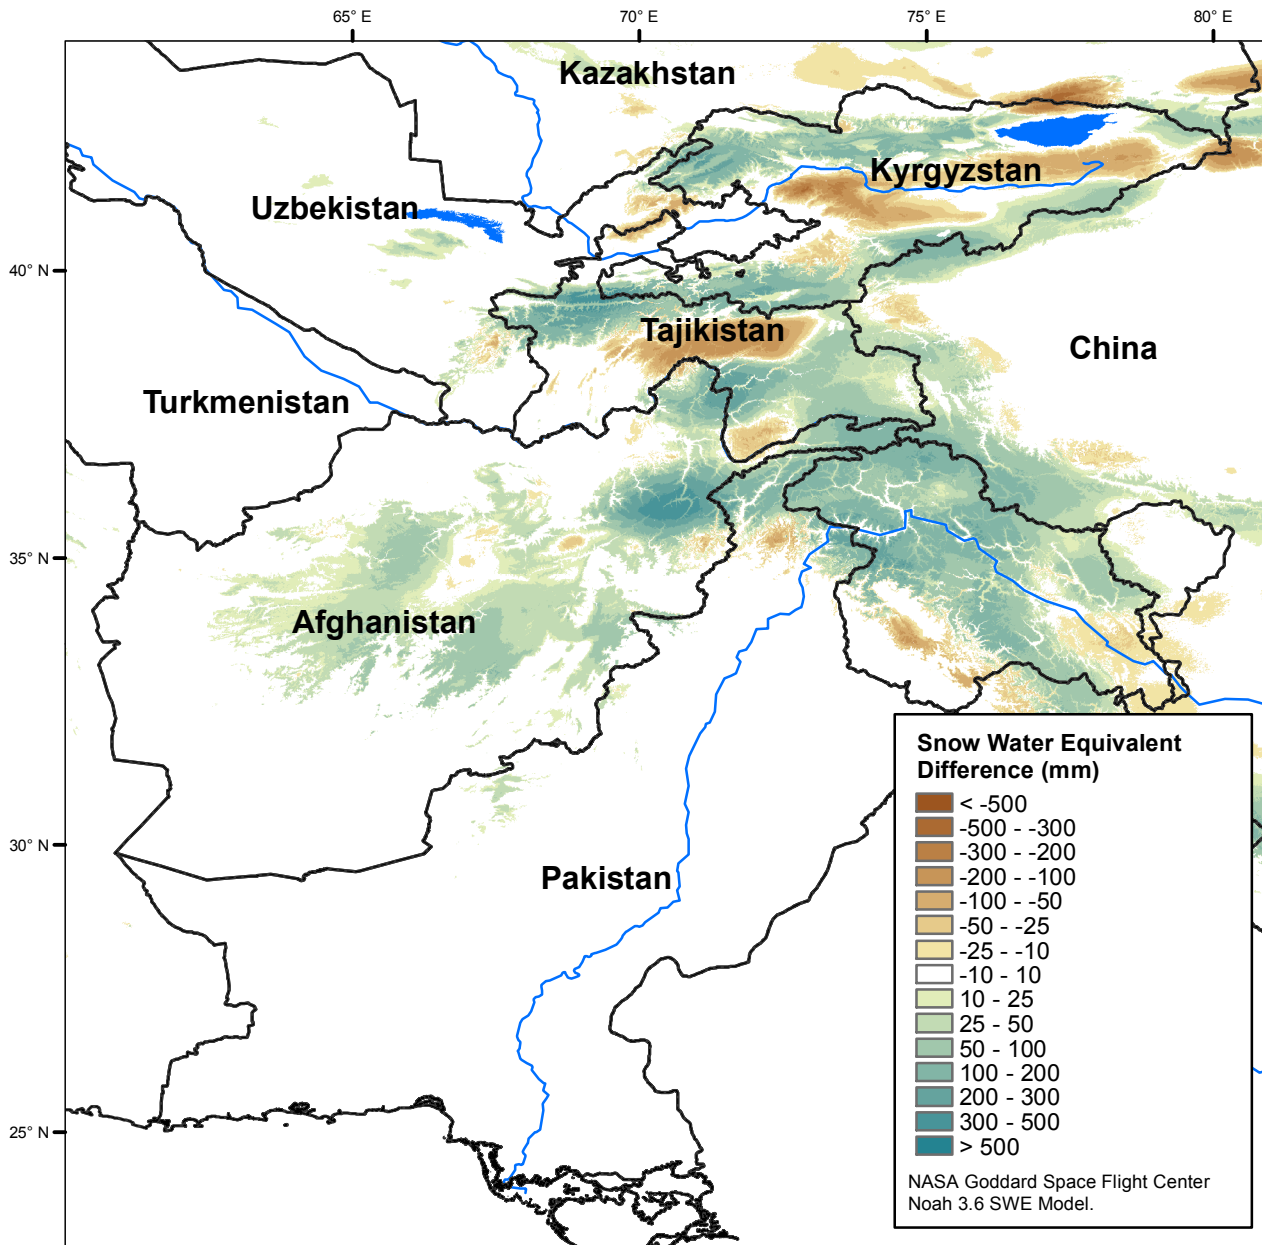 65° E
70° E
75° E
80° E
Kazakhstan
Kyrgyzstan
Uzbekistan
40° N
Tajikistan
China
Turkmenistan
35° N
Afghanistan
30° N
Pakistan
25° N
Snow Water Equivalent
Difference (mm)
< -500
-500 - -300
-300 - -200
-200 - -100
-100 - -50
-50 - -25
-25 - -10
-10 - 10
10 - 25
25 - 50
50 - 100
100 - 200
200 - 300
300 - 500
> 500
NASA Goddard Space Flight Center
Noah 3.6 SWE Model.